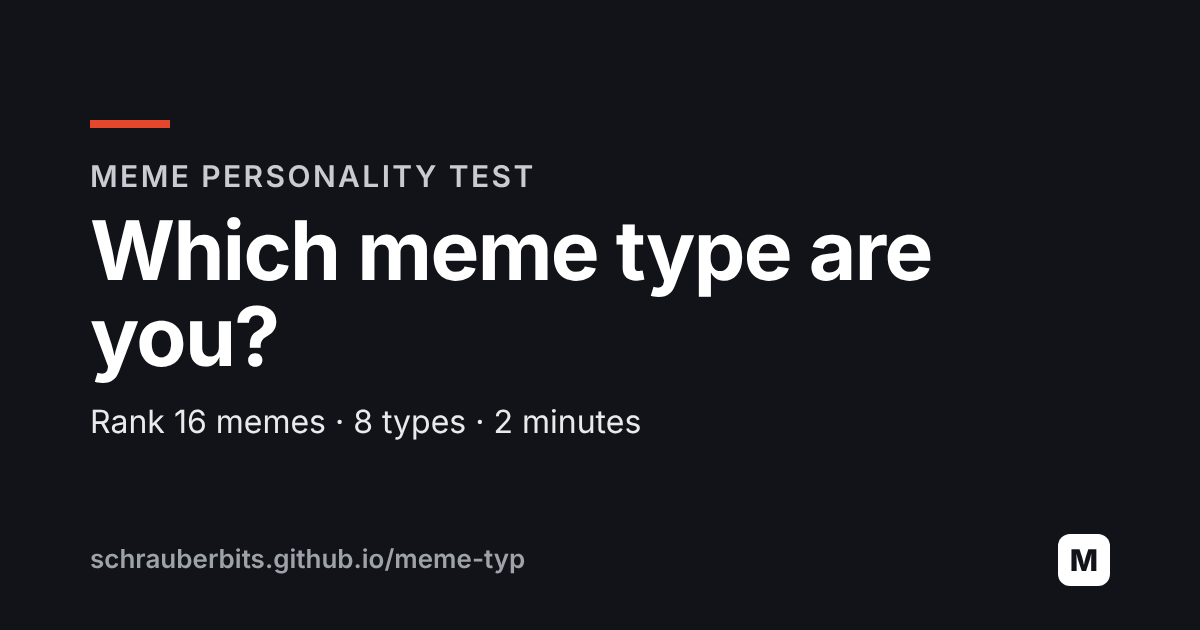 MEME PERSONALITY TEST
Which meme type are
you?
Rank 16 memes · 8 types · 2 minutes
schrauberbits.github.io/meme-typ
M